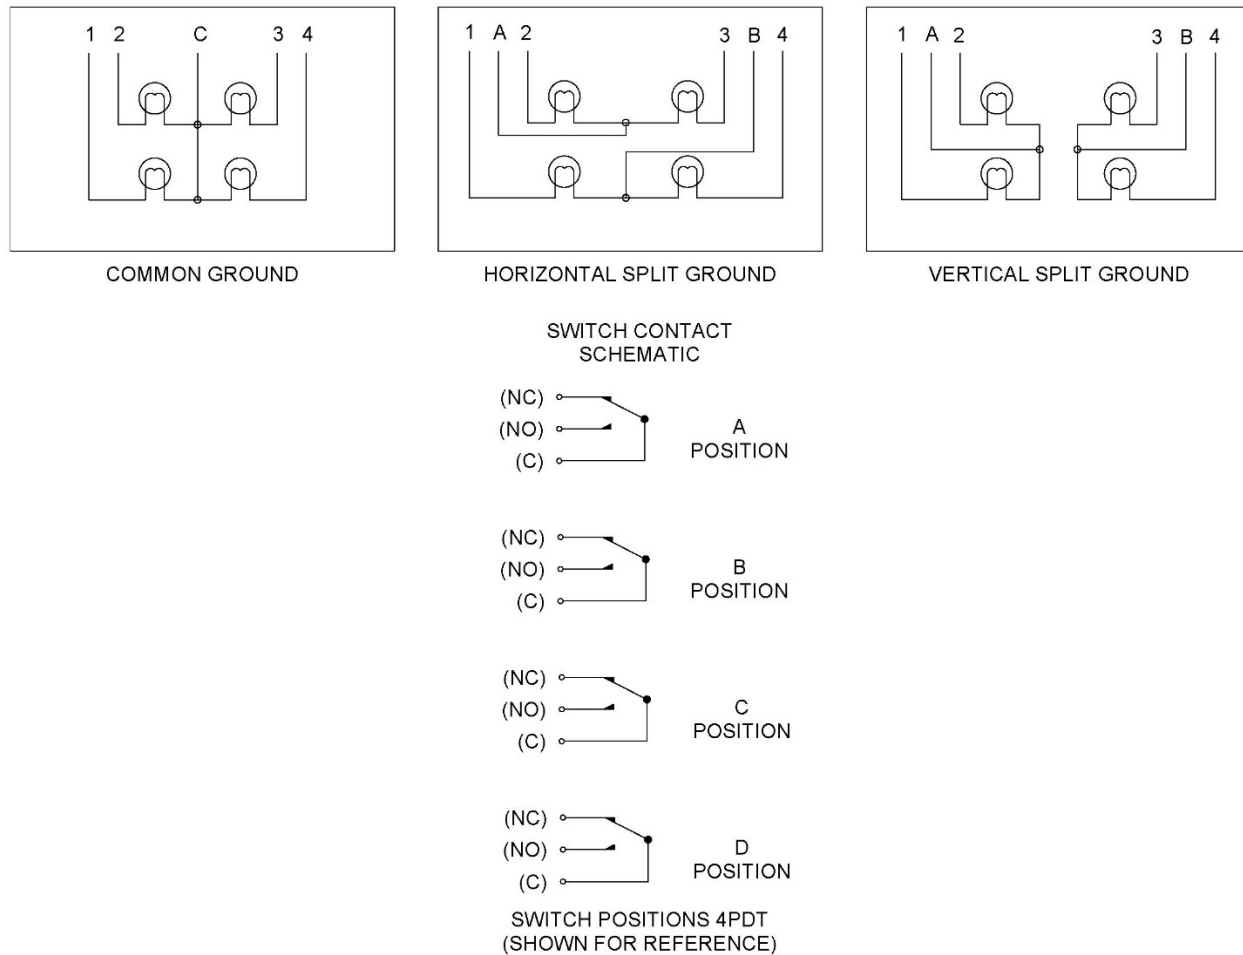 1 2 C 3 4
COMMON GROUND
1 A 2 3 B 4
HORIZONTAL SPLIT GROUND
1 A 2 3 B 4
VERTICAL SPLIT GROUND
SWITCH CONTACT
SCHEMATIC
(NC)
(NO)
(C)
A
POSITION
(NC)
(NO)
(C)
B
POSITION
(NC)
(NO)
(C)
C
POSITION
(NC)
(NO)
(C)
D
POSITION
SWITCH POSITIONS 4PDT
(SHOWN FOR REFERENCE)